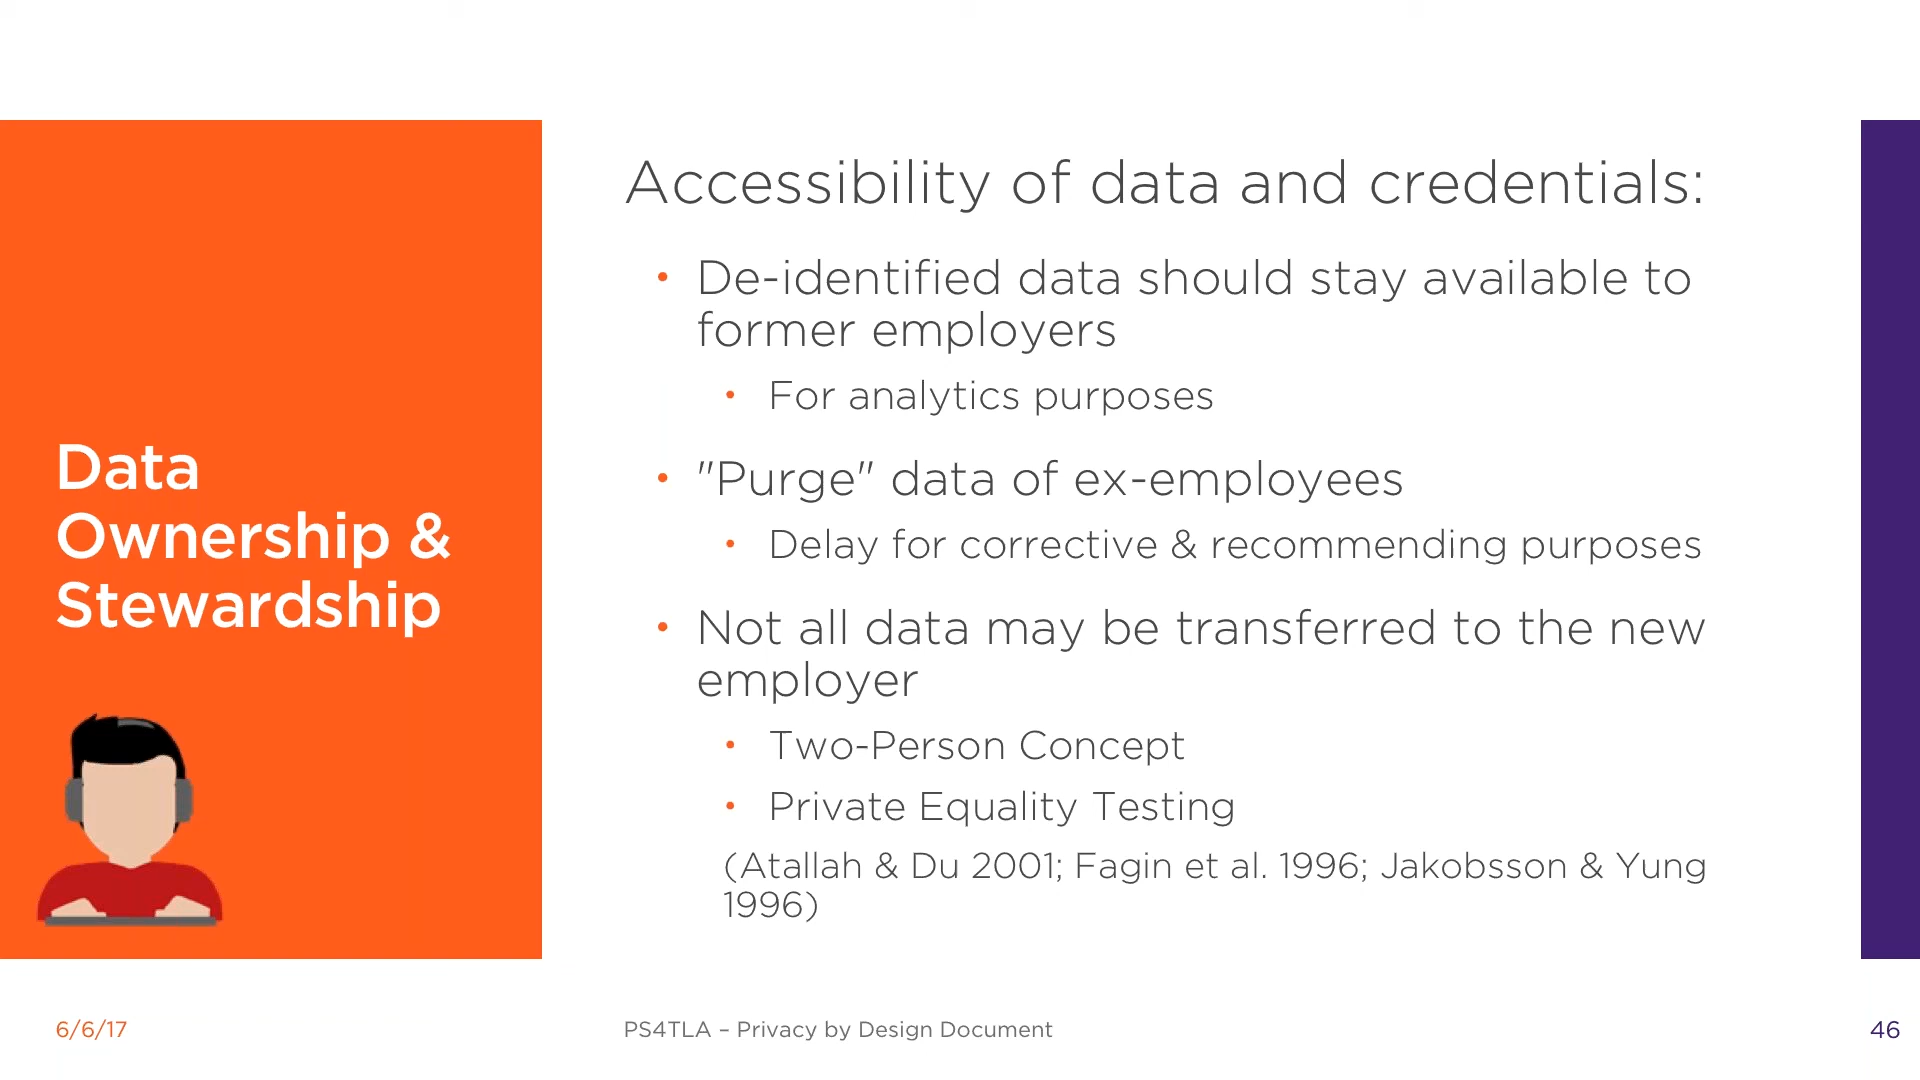 Data
Ownership &
Stewardship
Accessibility of data and credentials:
• De-identified data should stay available to
former employers
• For analytics purposes
• "Purge" data of ex-employees
• Delay for corrective & recommending purposes
• Not all data may be transferred to the new
employer
• Two-Person Concept
• Private Equality Testing
(Atallah & Du 2001; Fagin et al. 1996; Jakobsson & Yung
1996)
6/6/17
PS4TLA – Privacy by Design Document
46